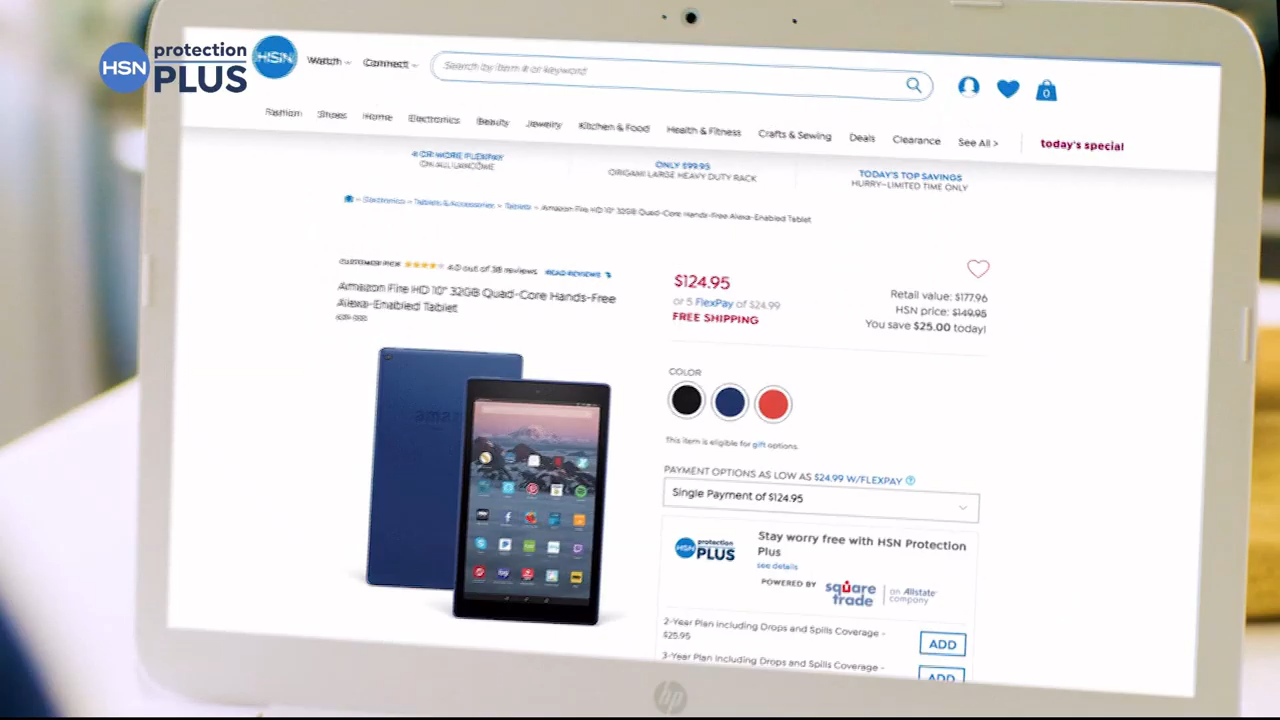 HSN protection PLUS
HSN
Watch
Connect
Search by item # or keyword
0
Fashion Shoes Home Electronics Beauty Jewelry Kitchen & Food Health & Fitness Crafts & Sewing Deals Clearance See All > today's special
4 OR MORE FLEXPAY
ON ALL LANCOME
ONLY $99.95
ORIGAMI LARGE HEAVY DUTY RACK
TODAY'S TOP SAVINGS
HURRY–LIMITED TIME ONLY
Electronics > Tablets & Accessories > Tablets > Amazon Fire HD 10" 32GB Quad-Core Hands-Free Alexa-Enabled Tablet
CUSTOMER PICK 4.0 out of 38 reviews READ REVIEWS
Amazon Fire HD 10" 32GB Quad-Core Hands-Free
Alexa-Enabled Tablet
$124.95
or 5 FlexPay of $24.99
FREE SHIPPING
Retail value: $177.96
HSN price: $149.95
You save $25.00 today!
COLOR
This item is eligible for gift options.
PAYMENT OPTIONS AS LOW AS $24.99 W/FLEXPAY ?
Single Payment of $124.95
HSN protection PLUS
Stay worry free with HSN Protection
Plus
see details
POWERED BY square trade | an Allstate company
2-Year Plan Including Drops and Spills Coverage -
$25.95
ADD
3-Year Plan Including Drops and Spills Coverage -
ADD
amaz
hp